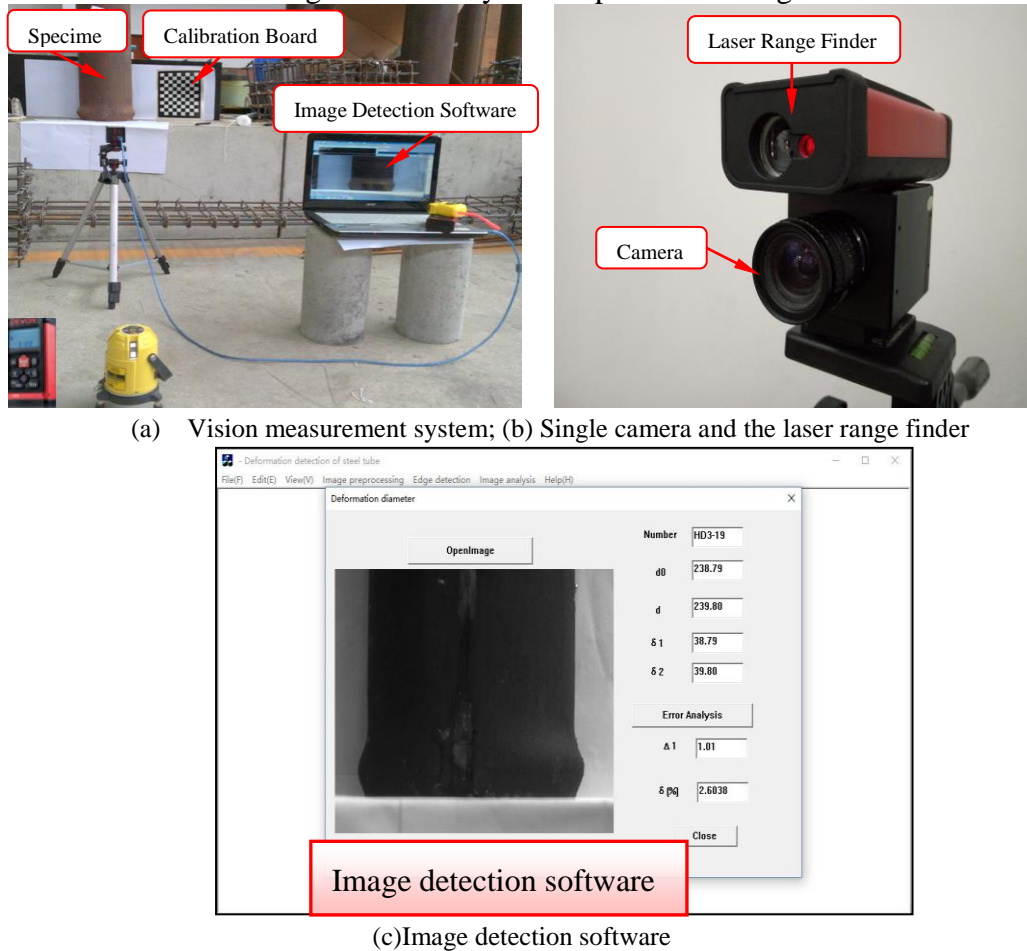 Specime
Calibration Board
Image Detection Software
Laser Range Finder
Camera
(a) Vision measurement system; (b) Single camera and the laser range finder
- Deformation detection of steel tube
File(F) Edit(E) View(V) Image preprocessing Edge detection Image analysis Help(H)
Deformation diameter
OpenImage
Number HD3-19
d0 238.79
d 239.80
δ 1 38.79
δ 2 39.80
Error Analysis
Δ 1 1.01
δ (%) 2.6038
Close
Image detection software
(c)Image detection software